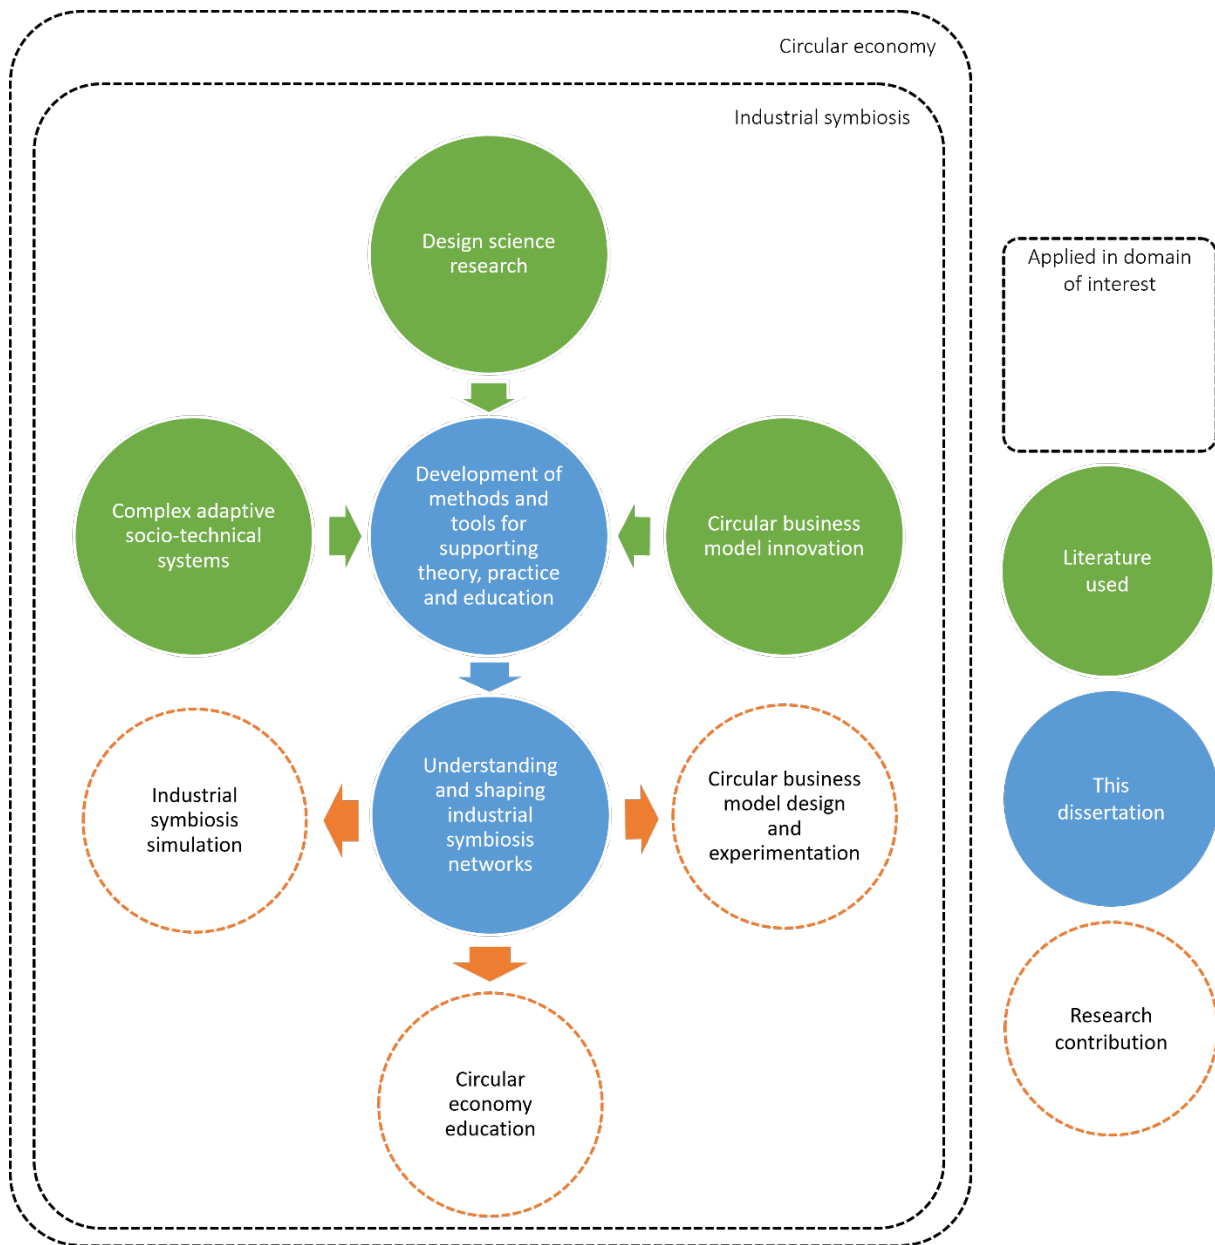 Circular economy
Industrial symbiosis
Design science
research
Complex adaptive
socio-technical
systems
Development of
methods and
tools for
supporting
theory, practice
and education
Circular business
model innovation
Industrial
symbiosis
simulation
Understanding
and shaping
industrial
symbiosis
networks
Circular business
model design
and
experimentation
Circular
economy
education
Applied in domain
of interest
Literature
used
This
dissertation
Research
contribution